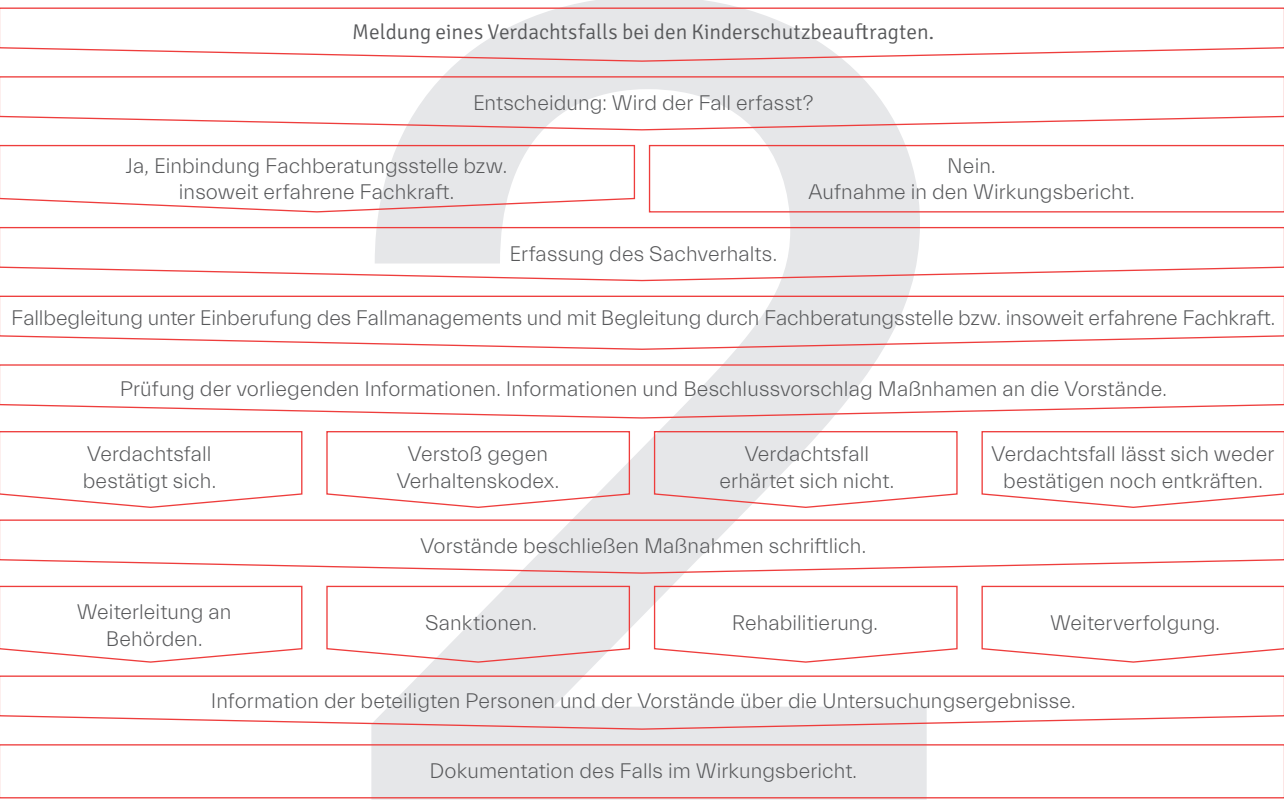 Meldung eines Verdachtsfalls bei den Kinderschutzbeauftragten.
Entscheidung: Wird der Fall erfasst?
Ja, Einbindung Fachberatungsstelle bzw.
insoweit erfahrene Fachkraft.
Nein.
Aufnahme in den Wirkungsbericht.
Erfassung des Sachverhalts.
Fallbegleitung unter Einberufung des Fallmanagements und mit Begleitung durch Fachberatungsstelle bzw. insoweit erfahrene Fachkraft.
Prüfung der vorliegenden Informationen. Informationen und Beschlussvorschlag Maßnhamen an die Vorstände.
Verdachtsfall
bestätigt sich.
Verstoß gegen
Verhaltenskodex.
Verdachtsfall
erhärtet sich nicht.
Verdachtsfall lässt sich weder
bestätigen noch entkräften.
Vorstände beschließen Maßnahmen schriftlich.
Weiterleitung an
Behörden.
Sanktionen.
Rehabilitierung.
Weiterverfolgung.
Information der beteiligten Personen und der Vorstände über die Untersuchungsergebnisse.
Dokumentation des Falls im Wirkungsbericht.
2